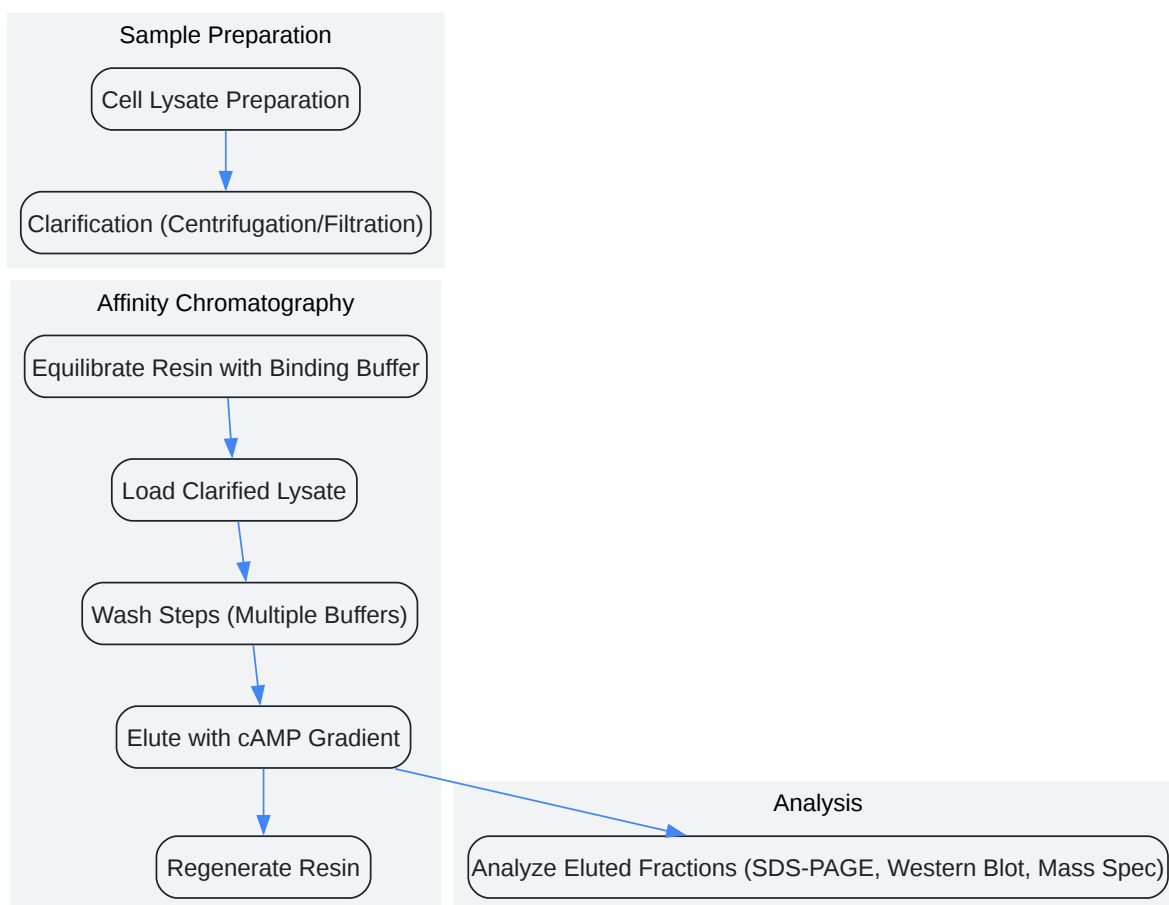 Sample Preparation
Cell Lysate Preparation
Clarification (Centrifugation/Filtration)
Affinity Chromatography
Equilibrate Resin with Binding Buffer
Load Clarified Lysate
Wash Steps (Multiple Buffers)
Elute with cAMP Gradient
Regenerate Resin
Analysis
Analyze Eluted Fractions (SDS-PAGE, Western Blot, Mass Spec)